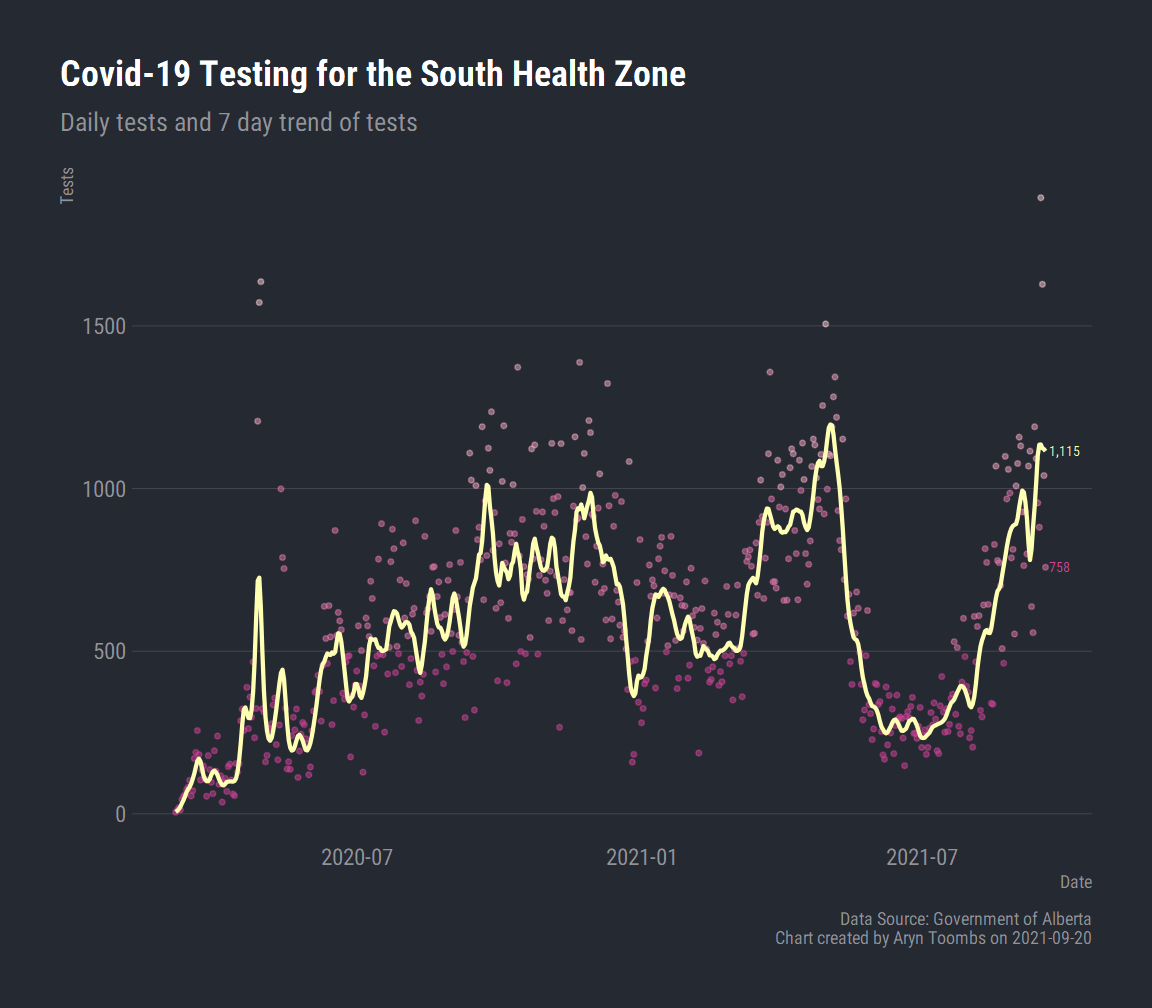 Covid-19 Testing for the South Health Zone
Daily tests and 7 day trend of tests
Tests
1500
1000
500
0
1,115
758
2020-07
2021-01
2021-07
Date
Data Source: Government of Alberta
Chart created by Aryn Toombs on 2021-09-20